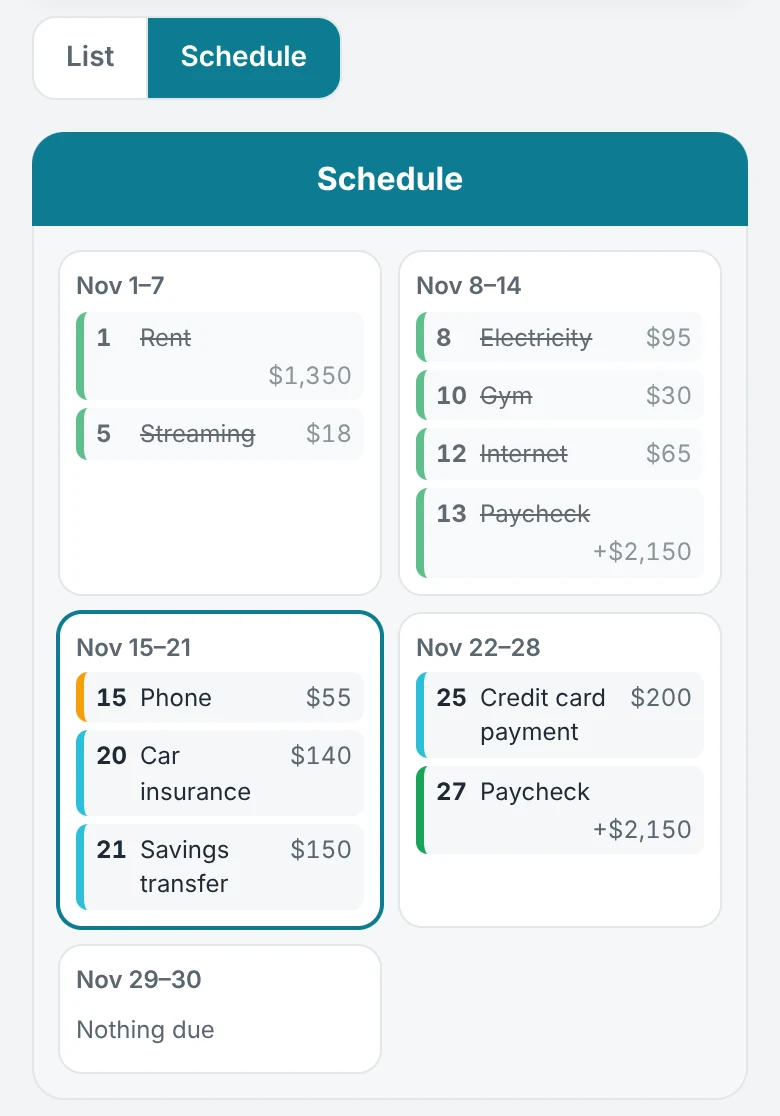 List
Schedule
Schedule
Nov 1–7
1 Rent
$1,350
5 Streaming $18
Nov 8–14
8 Electricity $95
10 Gym $30
12 Internet $65
13 Paycheck
+$2,150
Nov 15–21
15 Phone $55
20 Car $140
insurance
21 Savings $150
transfer
Nov 22–28
25 Credit card $200
payment
27 Paycheck
+$2,150
Nov 29–30
Nothing due